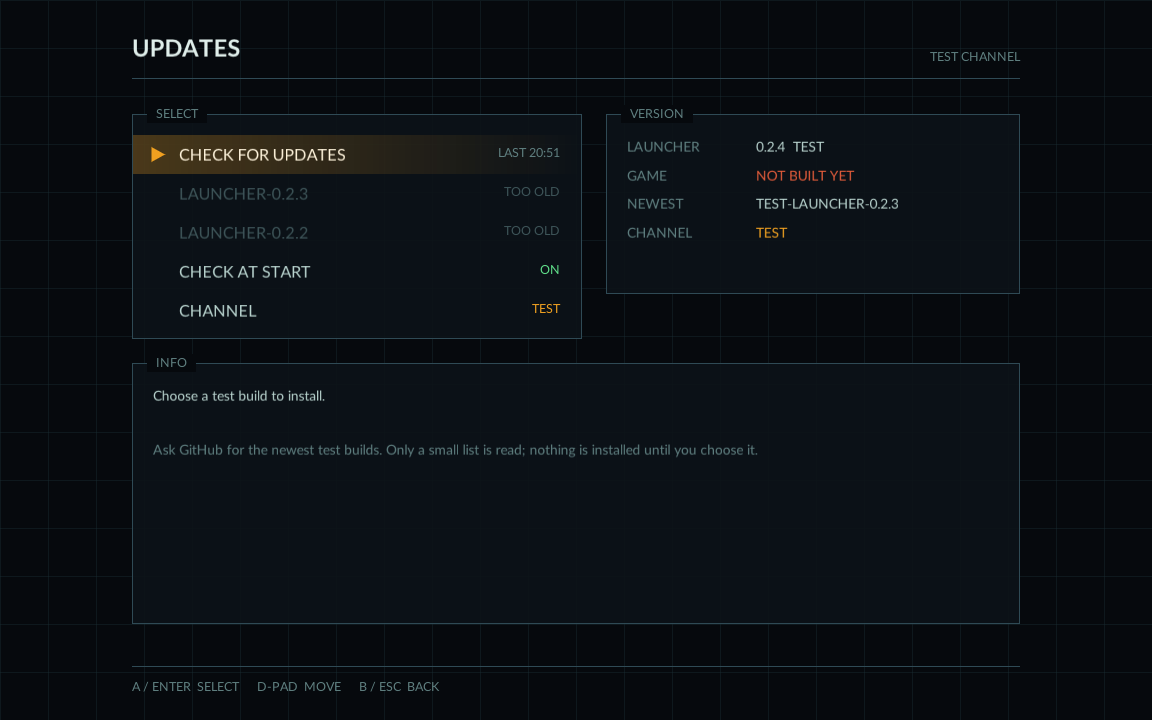 UPDATES
TEST CHANNEL
SELECT
CHECK FOR UPDATES LAST 20:51
LAUNCHER-0.2.3 TOO OLD
LAUNCHER-0.2.2 TOO OLD
CHECK AT START ON
CHANNEL TEST
VERSION
LAUNCHER 0.2.4 TEST
GAME NOT BUILT YET
NEWEST TEST-LAUNCHER-0.2.3
CHANNEL TEST
INFO
Choose a test build to install.
Ask GitHub for the newest test builds. Only a small list is read; nothing is installed until you choose it.
A / ENTER SELECT D-PAD MOVE B / ESC BACK